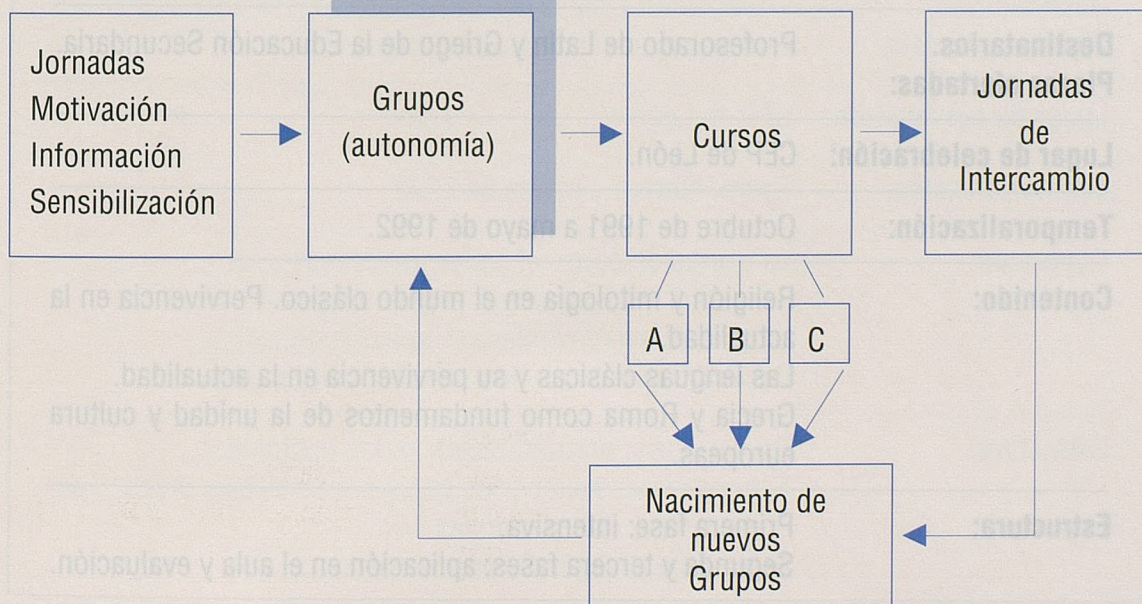 Jornadas
Motivación
Información
Sensibilización
Grupos
(autonomía)
Cursos
Jornadas
de
Intercambio
A B C
Nacimiento de
nuevos
Grupos
Destinatarios. Profesorado de Latín y Griego de la Educación Secundaria.
Lugar de celebración: CEP de León.
Temporalización: Octubre de 1991 a mayo de 1992.
Contenido: Religión y mitología en el mundo clásico. Pervivencia en la
actualidad
Las lenguas clásicas y su pervivencia en la actualidad.
Grecia y Roma como fundamentos de la unidad y cultura
europeas
Estructura: Primera fase: intensiva.
Segunda y tercera fases: aplicación en el aula y evaluación.